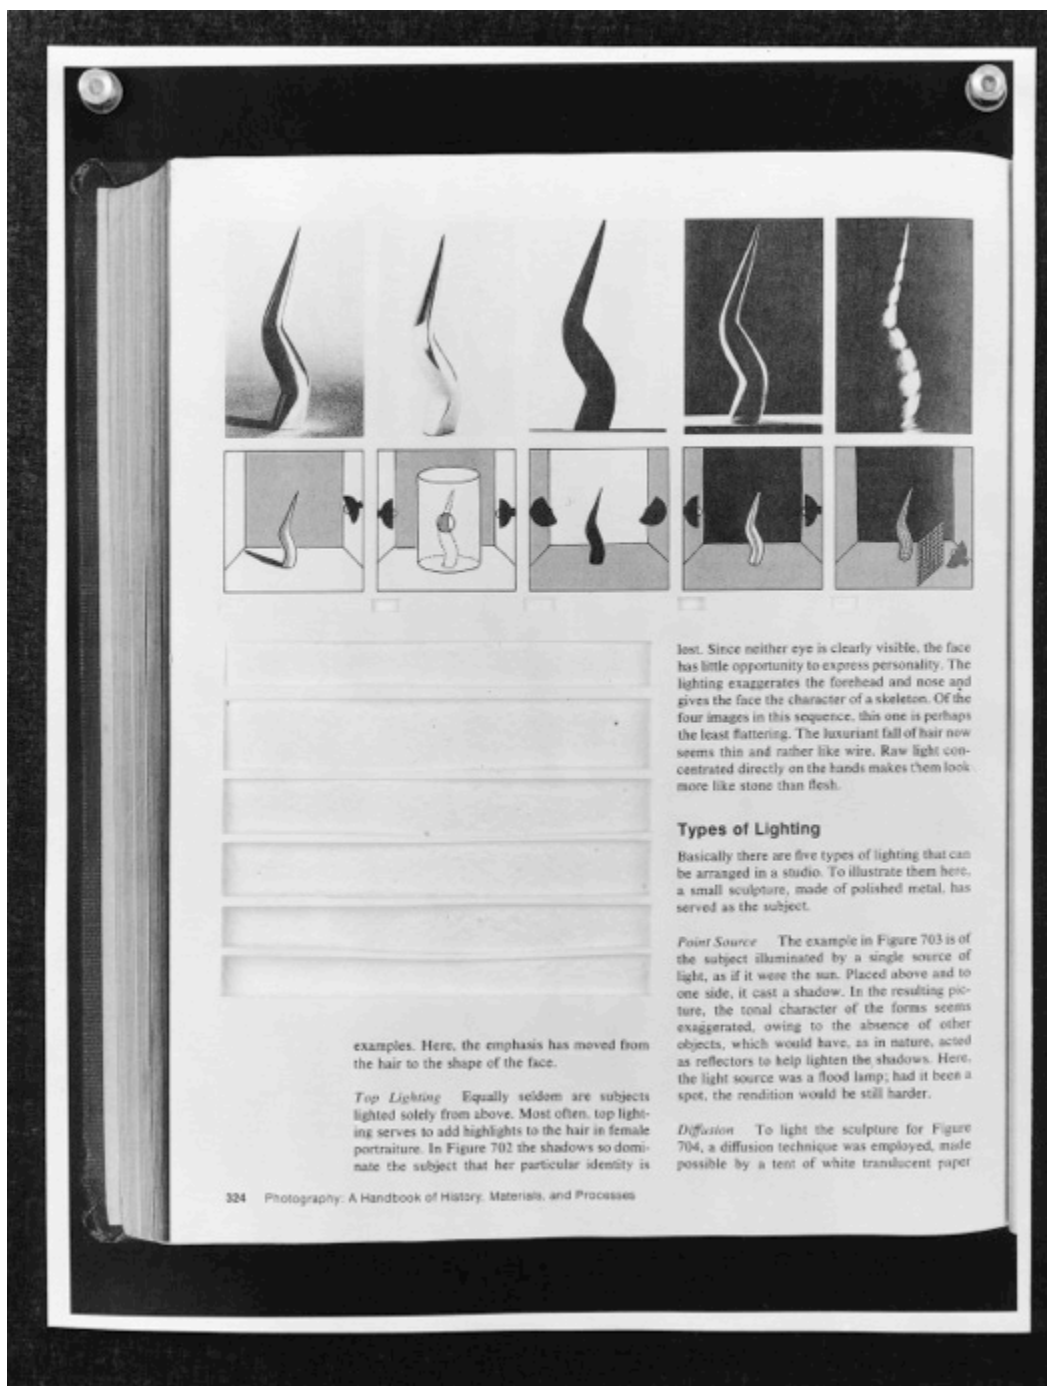 examples. Here, the emphasis has moved from
the hair to the shape of the face.
Top Lighting Equally seldom are subjects
lighted solely from above. Most often, top light-
ing serves to add highlights to the hair in female
portraiture. In Figure 702 the shadows so domi-
nate the subject that her particular identity is
lost. Since neither eye is clearly visible, the face
has little opportunity to express personality. The
lighting exaggerates the forehead and nose and
gives the face the character of a skeleton. Of the
four images in this sequence, this one is perhaps
the least flattering. The luxuriant fall of hair now
seems thin and rather like wire. Raw light con-
centrated directly on the hands makes them look
more like stone than flesh.
Types of Lighting
Basically there are five types of lighting that can
be arranged in a studio. To illustrate them here,
a small sculpture, made of polished metal, has
served as the subject.
Point Source The example in Figure 703 is of
the subject illuminated by a single source of
light, as if it were the sun. Placed above and to
one side, it cast a shadow. In the resulting pic-
ture, the tonal character of the forms seems
exaggerated, owing to the absence of other
objects, which would have, as in nature, acted
as reflectors to help lighten the shadows. Here,
the light source was a flood lamp; had it been a
spot, the rendition would be still harder.
Diffusion To light the sculpture for Figure
704, a diffusion technique was employed, made
possible by a tent of white translucent paper
324 Photography: A Handbook of History, Materials, and Processes